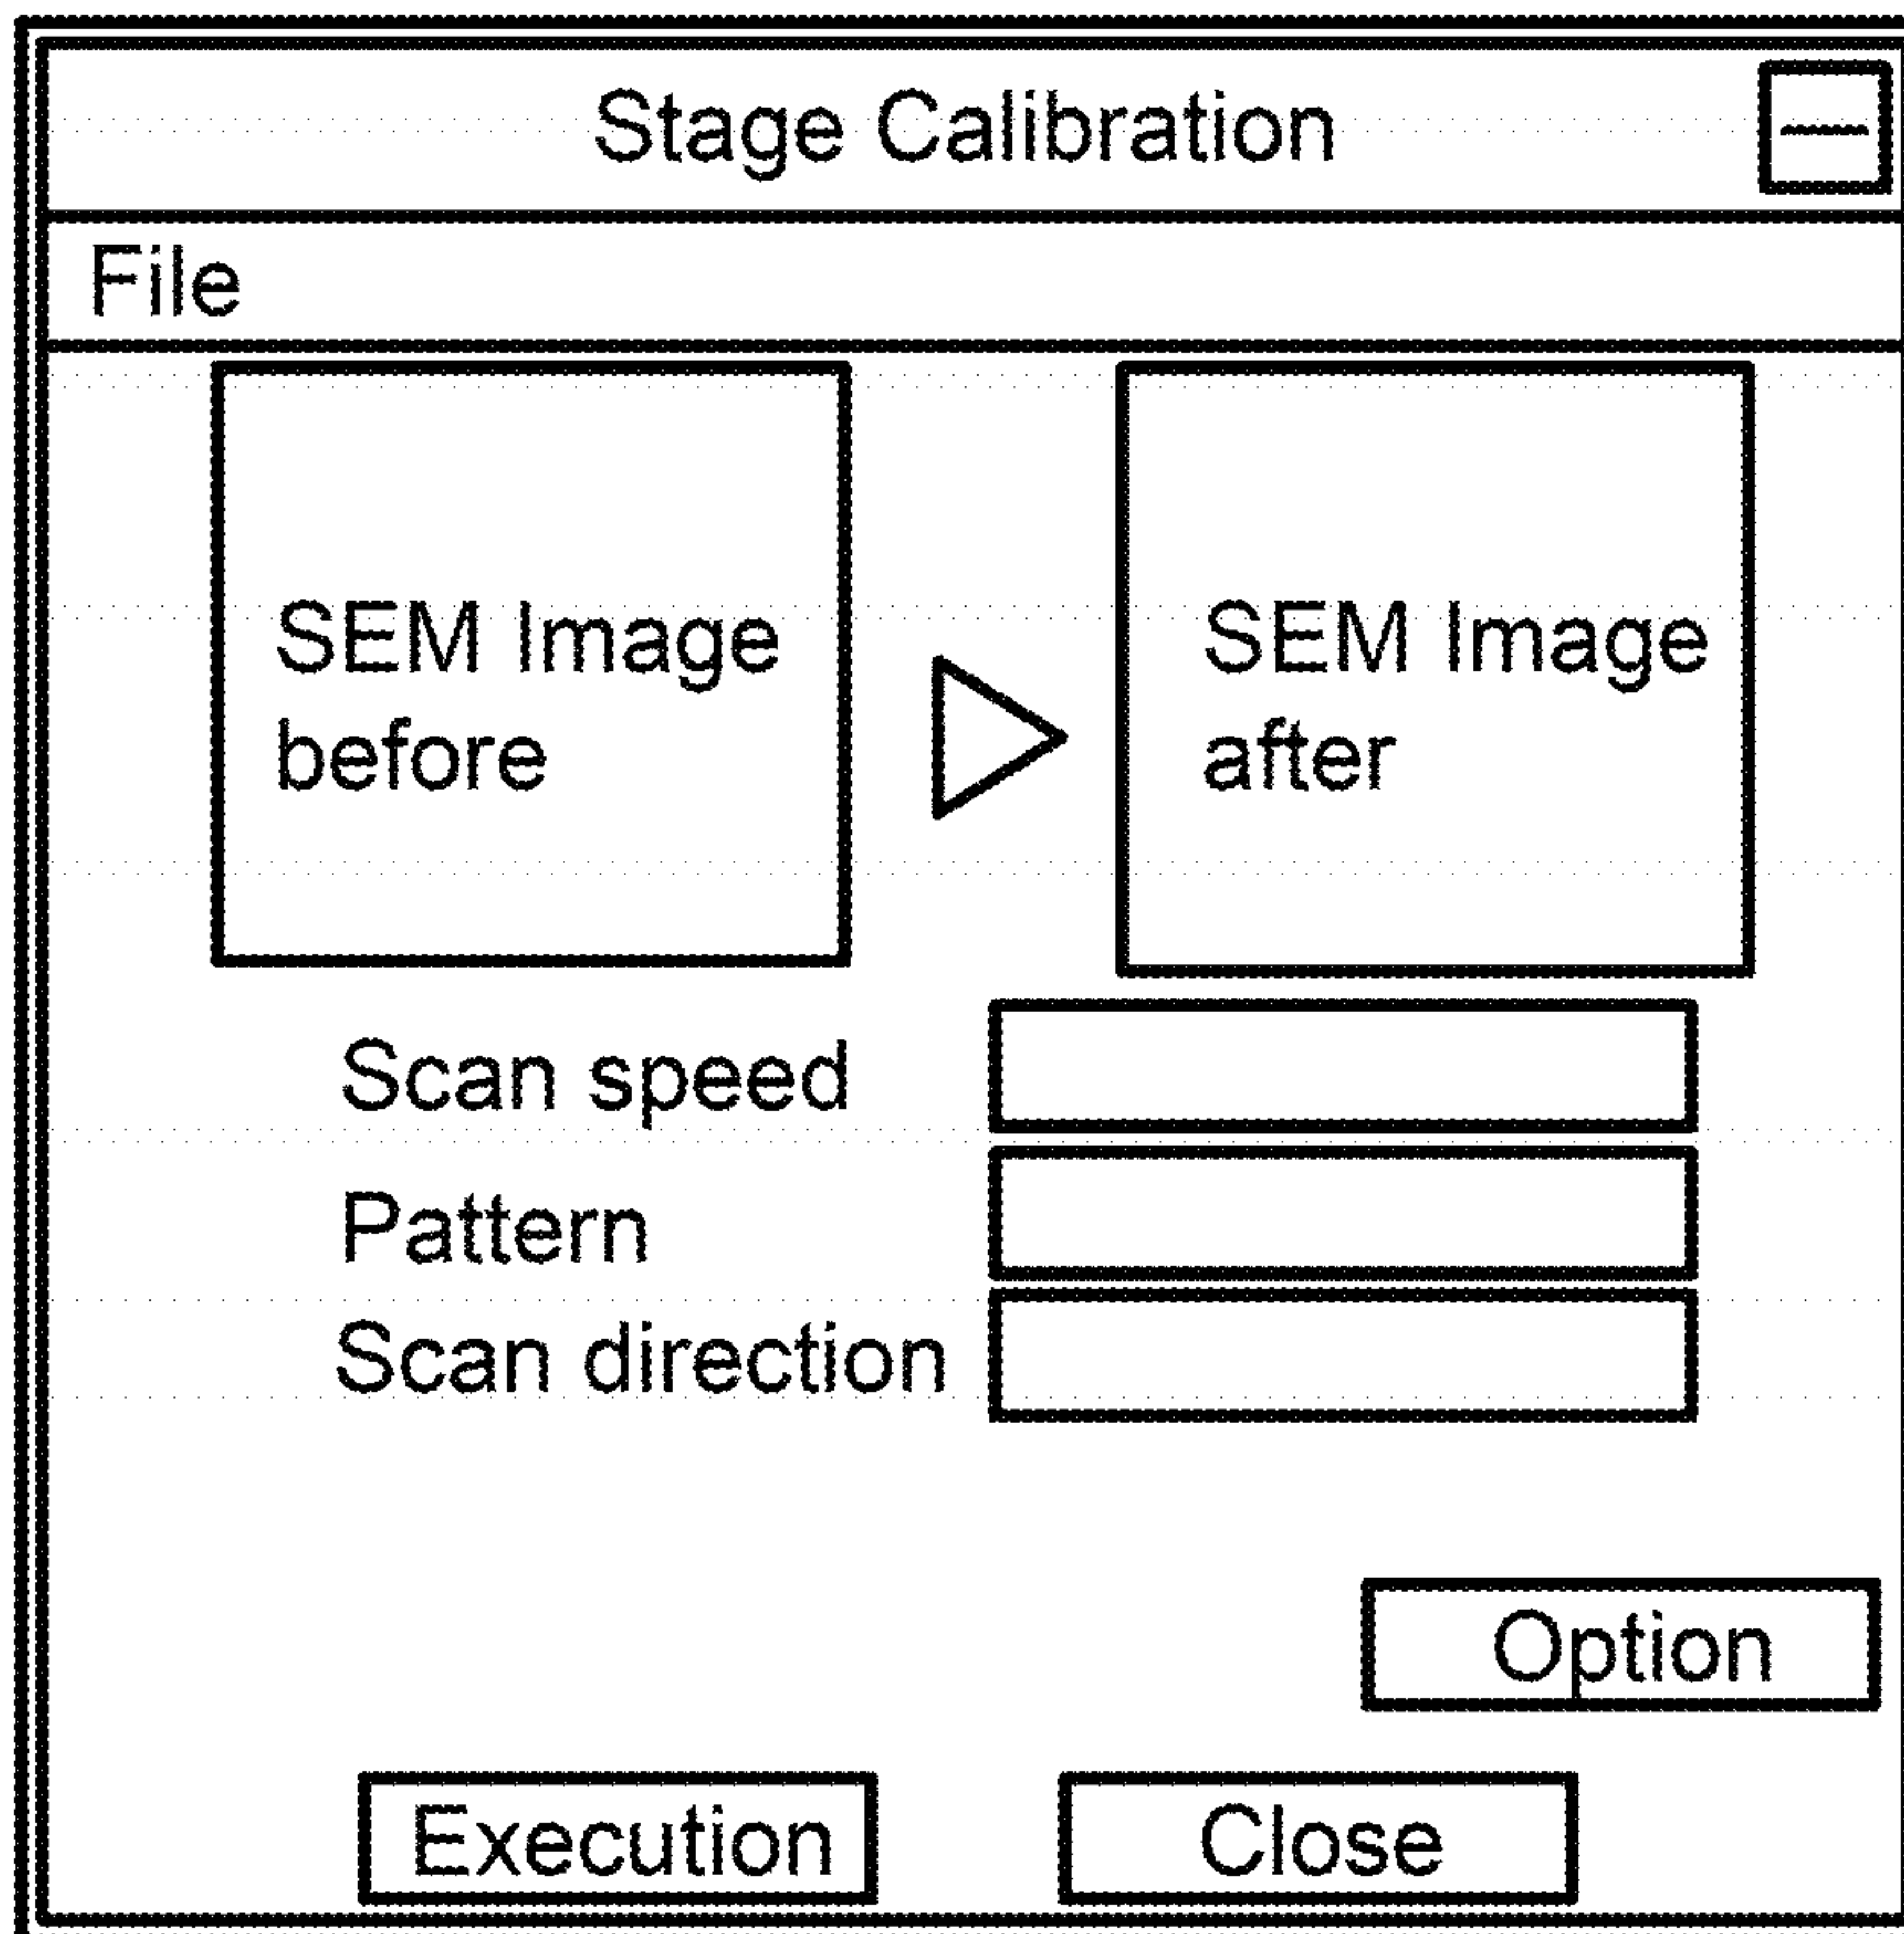 Stage Calibration
File
SEM Image
before
SEM Image
after
Scan speed
Pattern
Scan direction
Option
Execution
Close